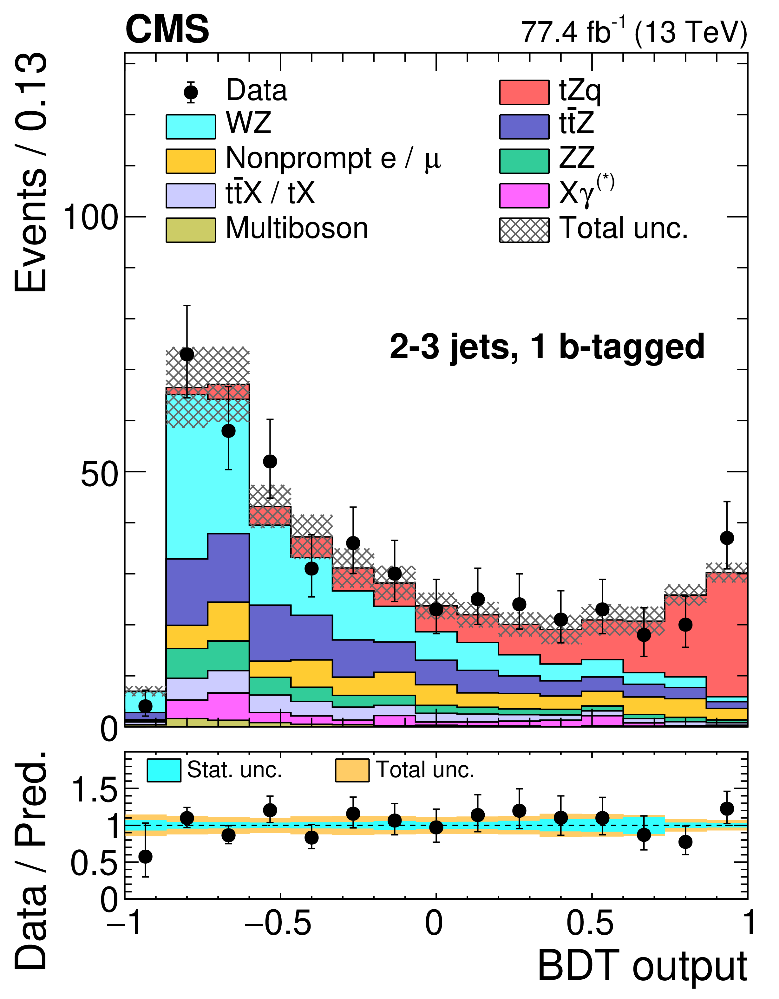 CMS 77.4 fb⁻¹ (13 TeV)
Events / 0.13
Data tZq
WZ tt̄Z
Nonprompt e / μ ZZ
tt̄X / tX Xγ⁽*⁾
Multiboson Total unc.
100
2-3 jets, 1 b-tagged
50
0
Data / Pred.
Stat. unc. Total unc.
1.5
1
0.5
0
−1 −0.5 0 0.5 1
BDT output